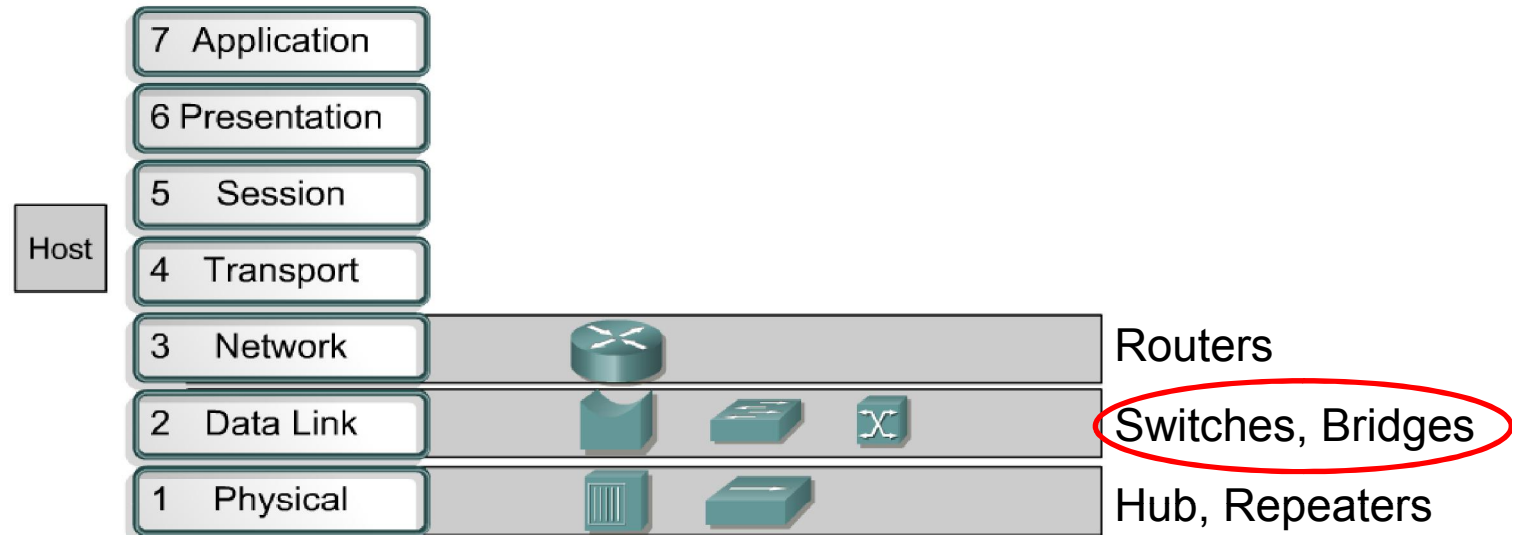 7 Application
6 Presentation
5 Session
Host
4 Transport
3 Network
Routers
2 Data Link
Switches, Bridges
1 Physical
Hub, Repeaters